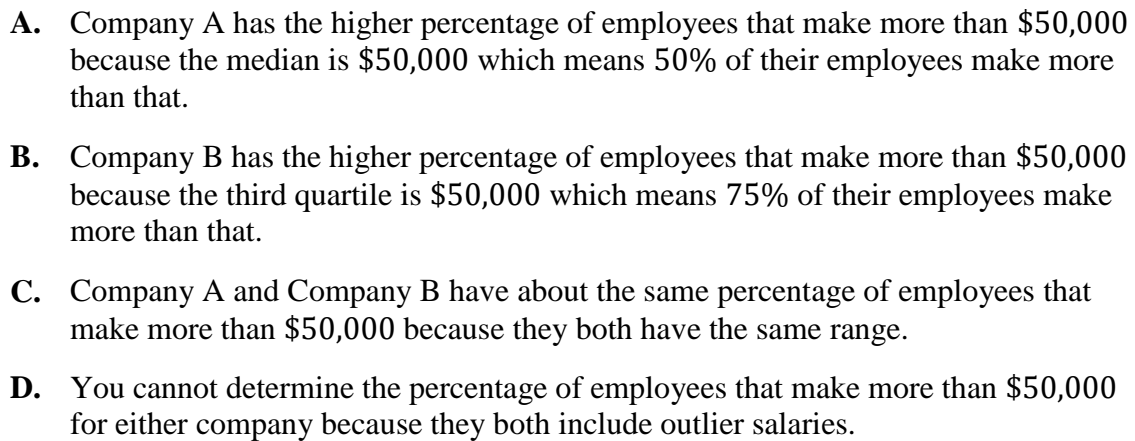 A. Company A has the higher percentage of employees that make more than $50,000
because the median is $50,000 which means 50% of their employees make more
than that.
B. Company B has the higher percentage of employees that make more than $50,000
because the third quartile is $50,000 which means 75% of their employees make
more than that.
C. Company A and Company B have about the same percentage of employees that
make more than $50,000 because they both have the same range.
D. You cannot determine the percentage of employees that make more than $50,000
for either company because they both include outlier salaries.